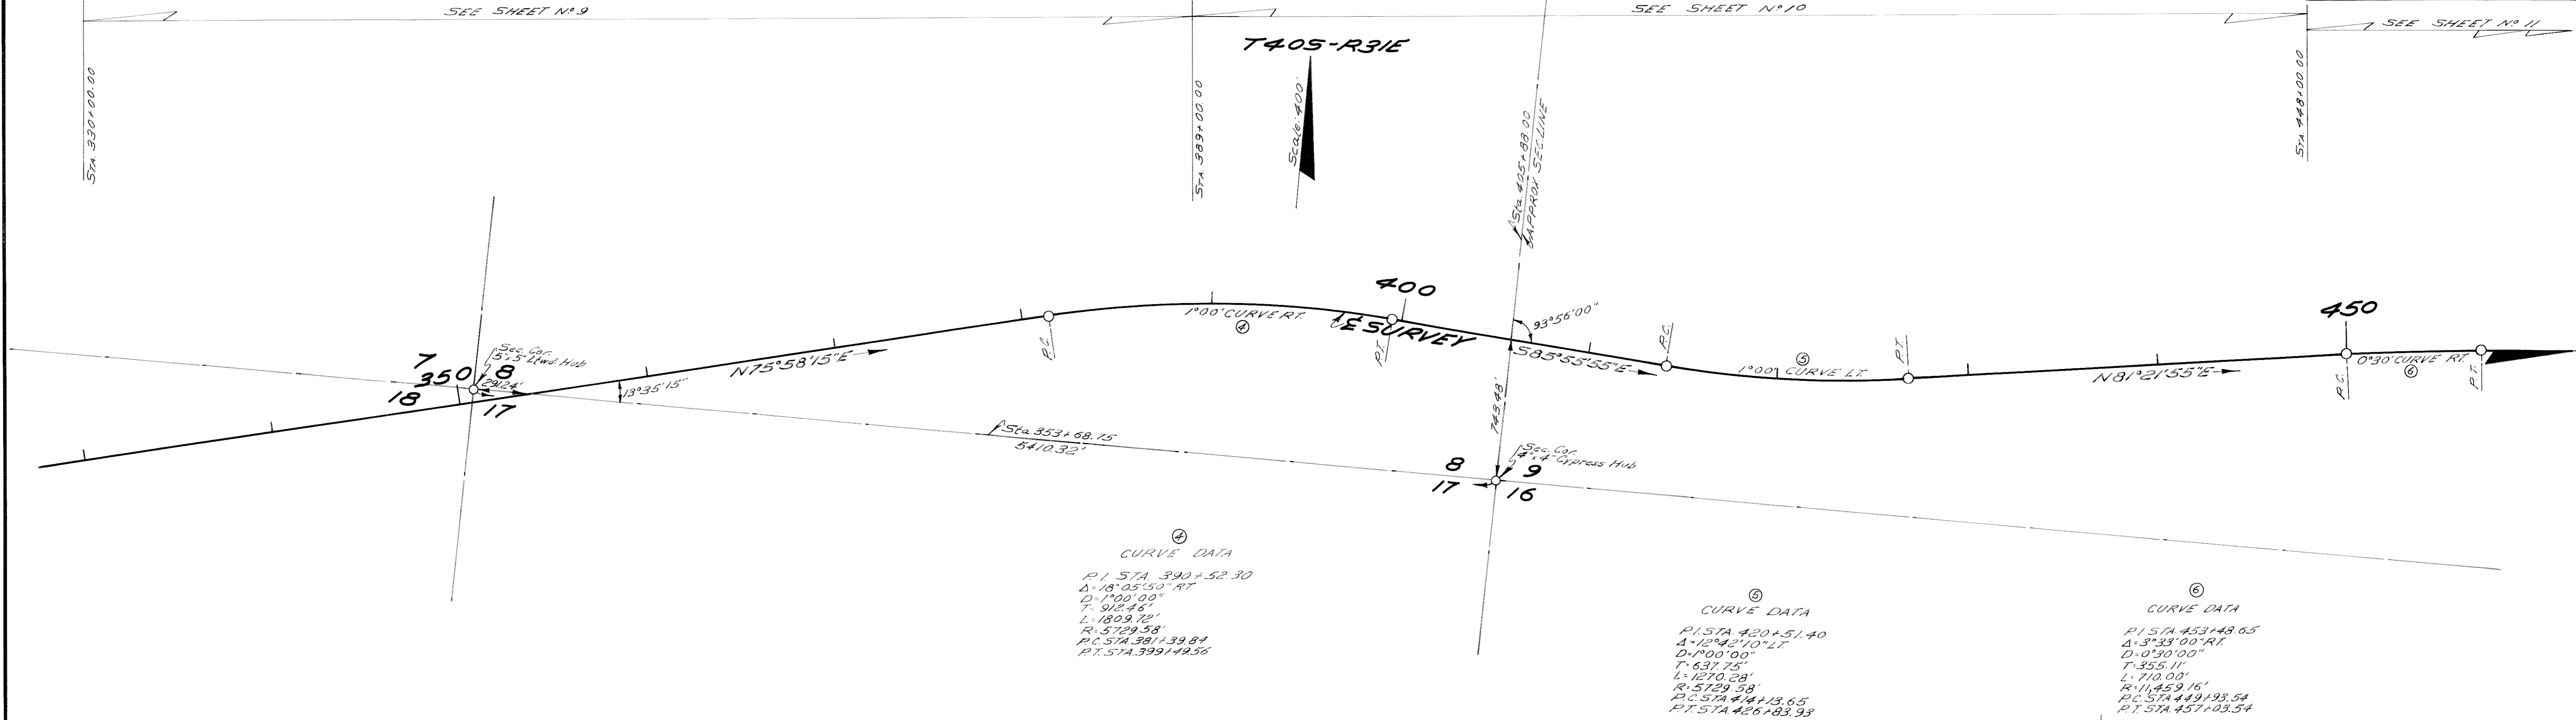 SEE SHEET Nº 9
SEE SHEET Nº 10
SEE SHEET Nº 11
T40S-R31E
STA. 330+00.00
STA. 389+00.00
Scale: 400'
Sta. 405+88.00
APPROX. SEC. LINE
STA. 448+00.00
7
350
8
18
17
Sec. Cor.
5"x5" Ltwd. Hub
291.24'
13°35'15"
N75°58'15"E
P.C.
1°00' CURVE RT.
4
400
℄ SURVEY
P.T.
93°56'00"
S85°55'55"E
P.C.
1°00' CURVE LT.
5
P.T.
N81°21'55"E
450
P.C.
0°30' CURVE RT.
6
P.T.
743.48'
Sta. 353+68.75
5410.32'
Sec. Cor.
4"x4" Cypress Hub
8
9
17
16
4
CURVE DATA
P.I. STA. 390+52.30
Δ=18°05'50" RT.
D=1°00'00"
T=912.46'
L=1809.72'
R=5729.58'
P.C. STA. 381+39.84
P.T. STA. 399+49.56
5
CURVE DATA
P.I. STA. 420+51.40
Δ=12°42'10" LT.
D=1°00'00"
T=637.75'
L=1270.28'
R=5729.58'
P.C. STA. 414+13.65
P.T. STA. 426+83.93
6
CURVE DATA
P.I. STA. 453+48.65
Δ=3°33'00" RT.
D=0°30'00"
T=355.11'
L=710.00'
R=11,459.16'
P.C. STA. 449+93.54
P.T. STA. 457+03.54